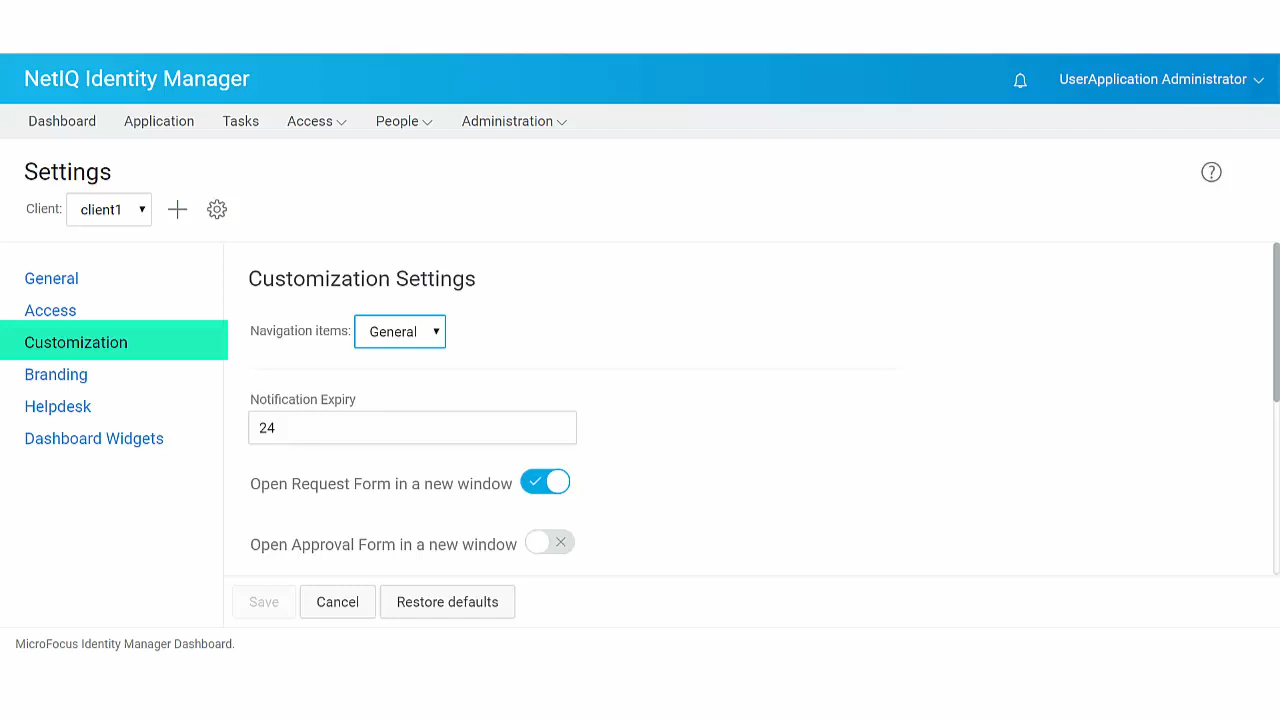 NetIQ Identity Manager
UserApplication Administrator
Dashboard Application Tasks Access People Administration
Settings
Client: client1
General
Access
Customization
Branding
Helpdesk
Dashboard Widgets
Customization Settings
Navigation items: General
Notification Expiry
24
Open Request Form in a new window
Open Approval Form in a new window
Save Cancel Restore defaults
MicroFocus Identity Manager Dashboard.